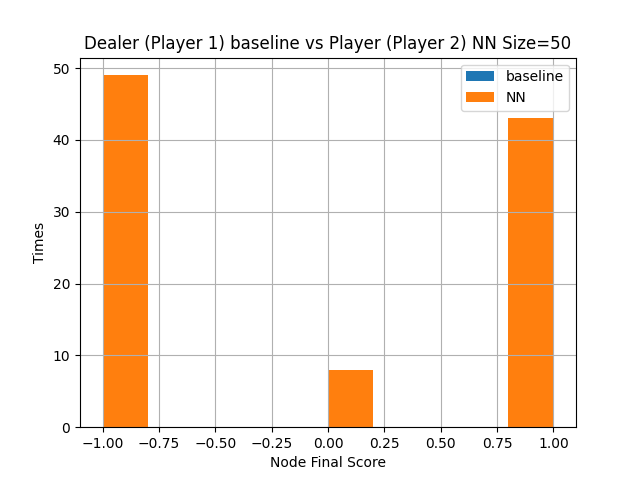 Dealer (Player 1) baseline vs Player (Player 2) NN Size=50
baseline
NN
50
40
30
20
10
0
Times
−1.00 −0.75 −0.50 −0.25 0.00 0.25 0.50 0.75 1.00
Node Final Score